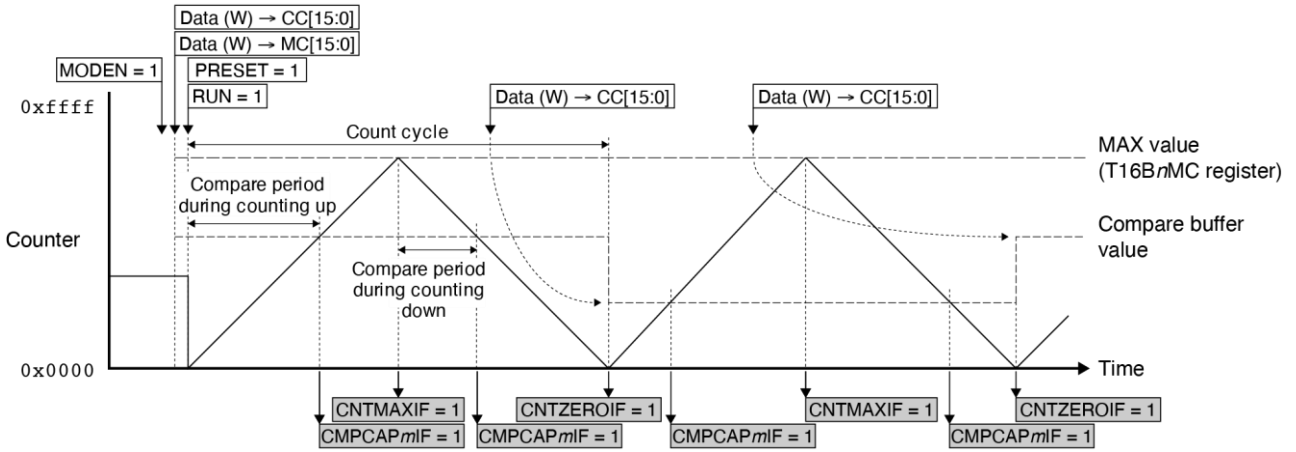 Data (W) → CC[15:0]
Data (W) → MC[15:0]
MODEN = 1
PRESET = 1
RUN = 1
Data (W) → CC[15:0]
Data (W) → CC[15:0]
0xffff
Count cycle
MAX value
(T16BnMC register)
Compare period
during counting up
Counter
Compare buffer
value
Compare period
during counting
down
0x0000
Time
CNTMAXIF = 1
CNTZEROIF = 1
CNTMAXIF = 1
CNTZEROIF = 1
CMPCAPmIF = 1
CMPCAPmIF = 1
CMPCAPmIF = 1
CMPCAPmIF = 1